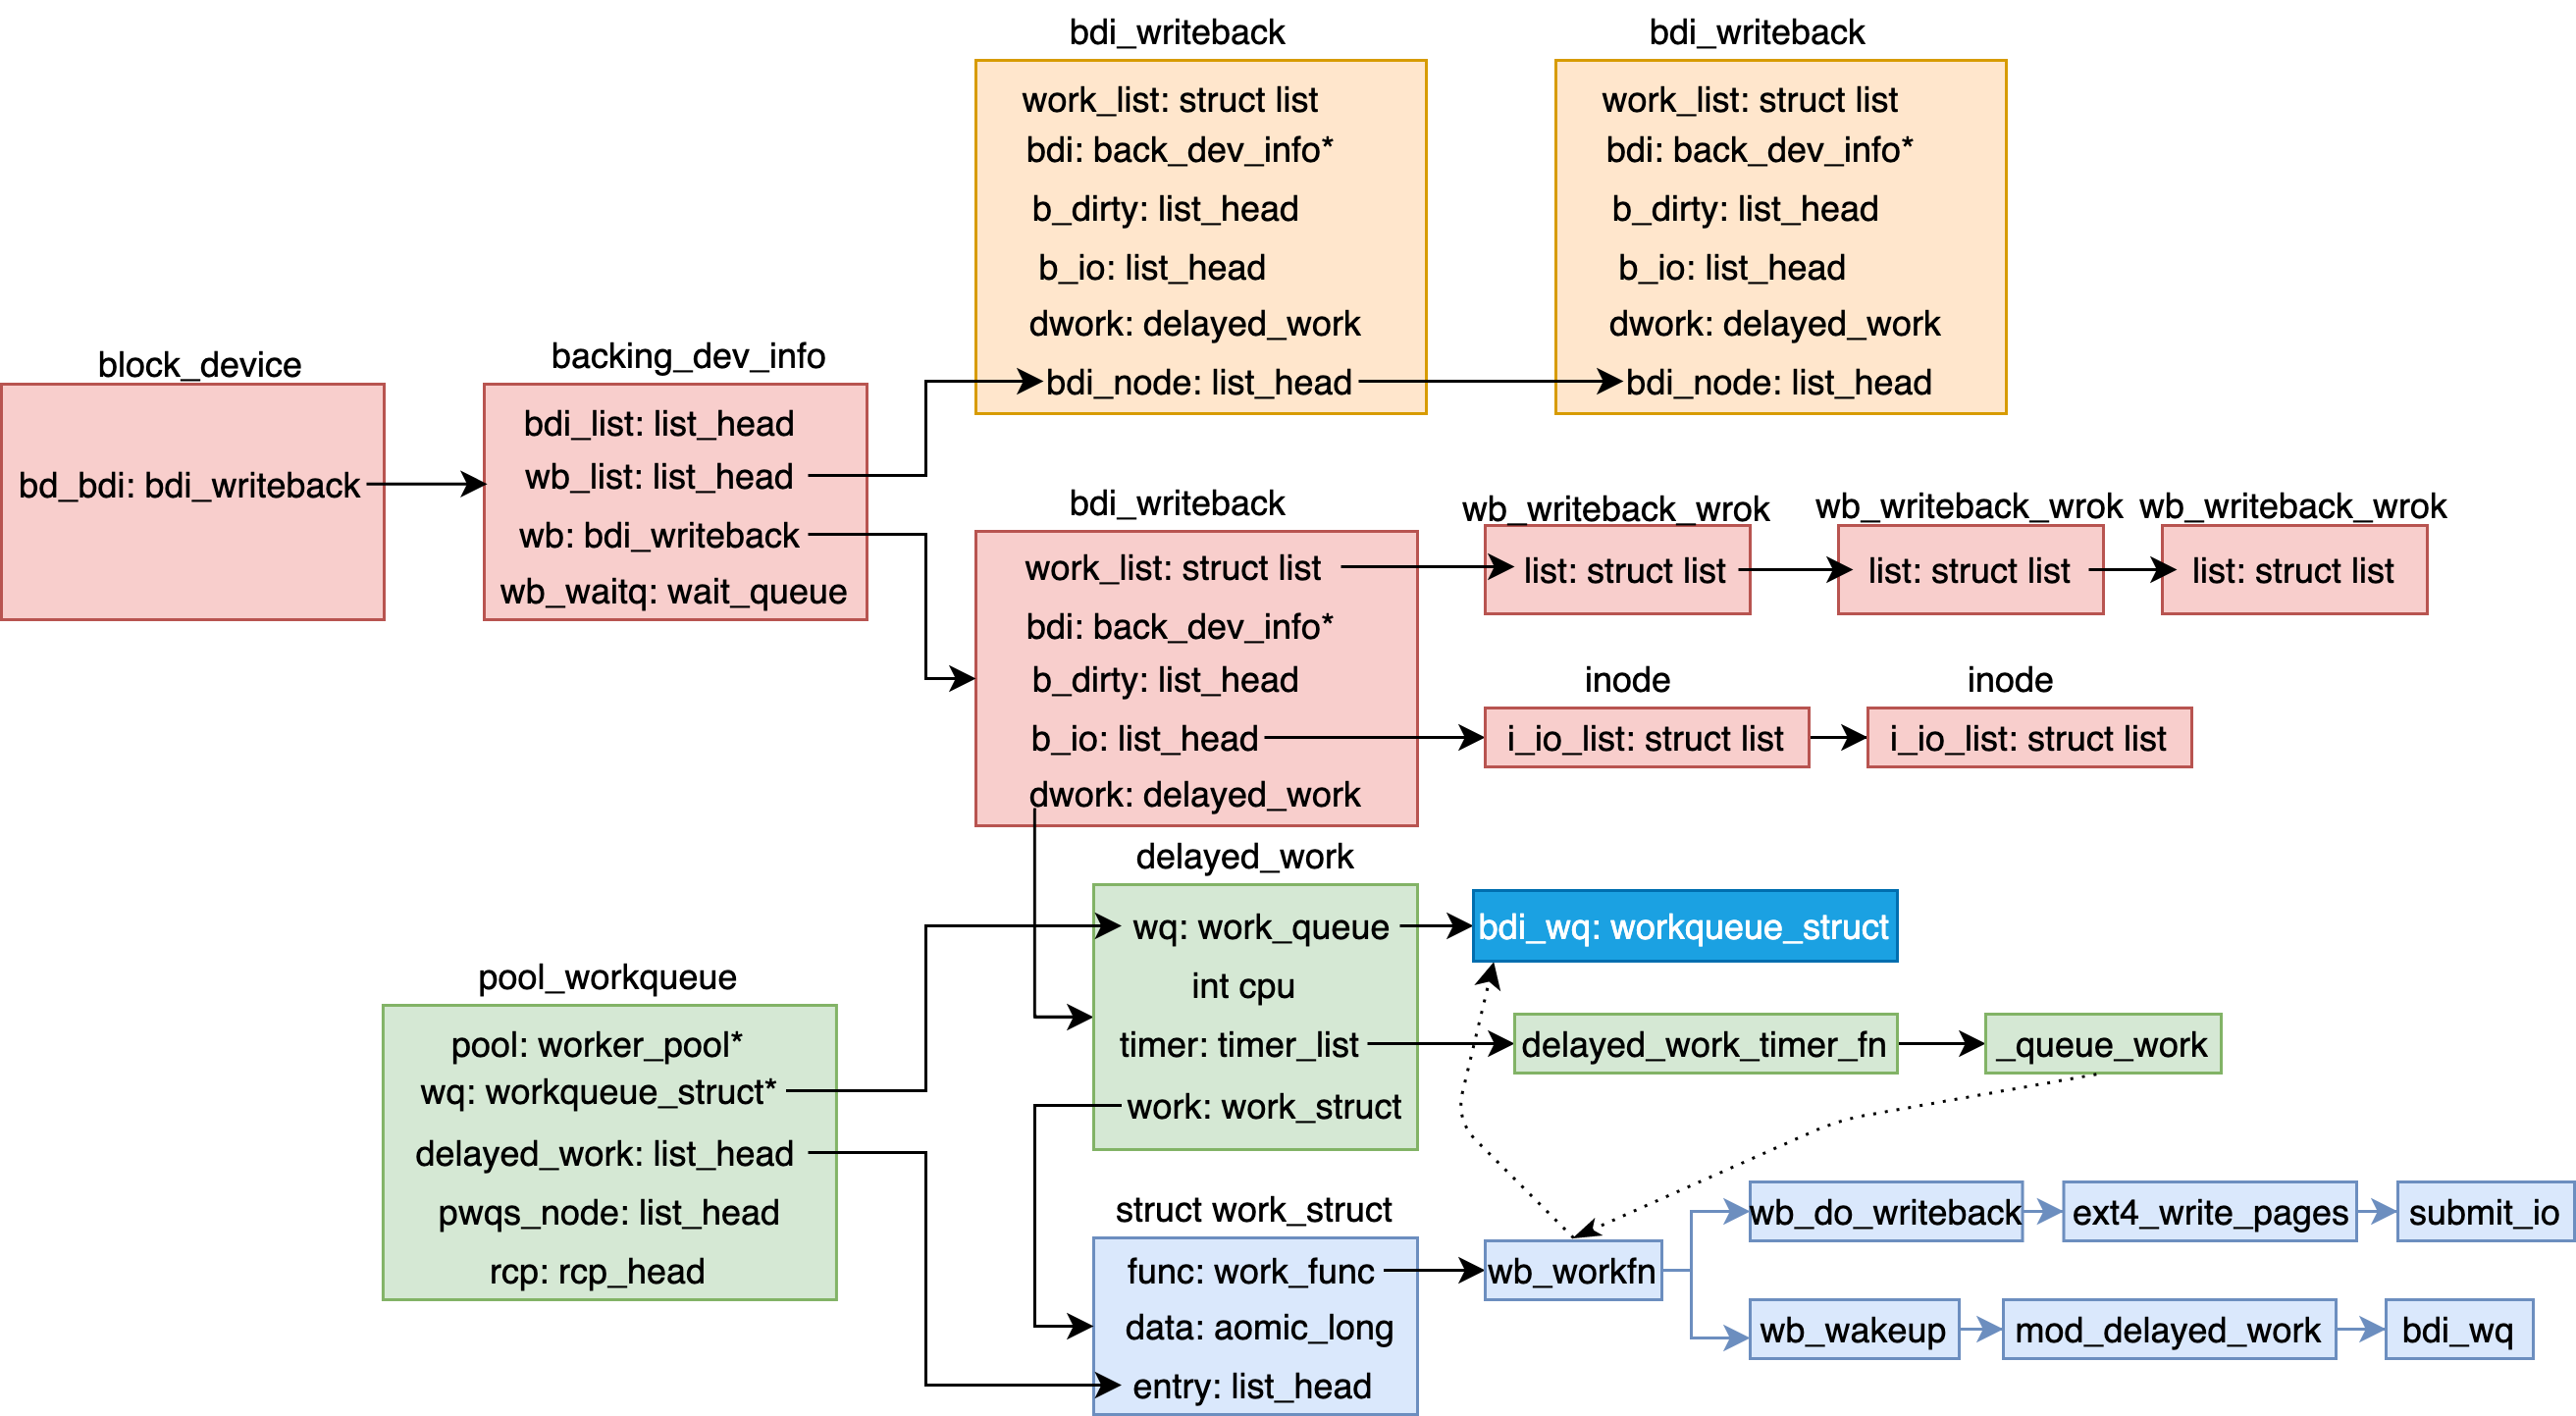 bdi_writeback
work_list: struct list
bdi: back_dev_info*
b_dirty: list_head
b_io: list_head
dwork: delayed_work
bdi_node: list_head
bdi_writeback
work_list: struct list
bdi: back_dev_info*
b_dirty: list_head
b_io: list_head
dwork: delayed_work
bdi_node: list_head
block_device
bd_bdi: bdi_writeback
backing_dev_info
bdi_list: list_head
wb_list: list_head
wb: bdi_writeback
wb_waitq: wait_queue
bdi_writeback
work_list: struct list
bdi: back_dev_info*
b_dirty: list_head
b_io: list_head
dwork: delayed_work
wb_writeback_wrok
list: struct list
wb_writeback_wrok
list: struct list
wb_writeback_wrok
list: struct list
inode
i_io_list: struct list
inode
i_io_list: struct list
delayed_work
wq: work_queue
int cpu
timer: timer_list
work: work_struct
bdi_wq: workqueue_struct
delayed_work_timer_fn
_queue_work
pool_workqueue
pool: worker_pool*
wq: workqueue_struct*
delayed_work: list_head
pwqs_node: list_head
rcp: rcp_head
struct work_struct
func: work_func
data: aomic_long
entry: list_head
wb_workfn
wb_do_writeback
ext4_write_pages
submit_io
wb_wakeup
mod_delayed_work
bdi_wq